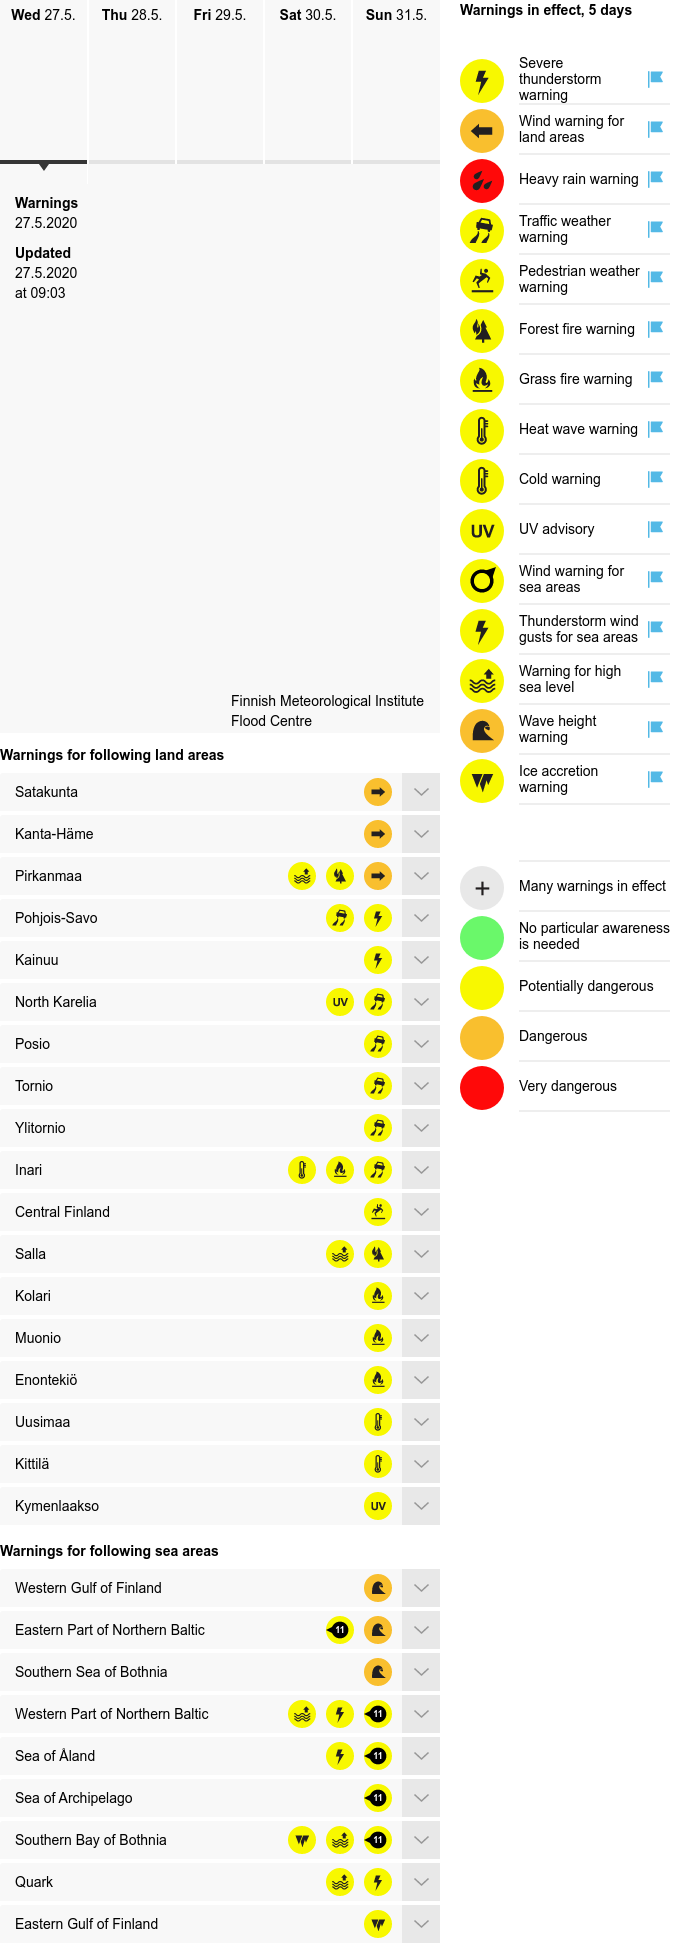 Wed 27.5.
Thu 28.5.
Fri 29.5.
Sat 30.5.
Sun 31.5.
Warnings
27.5.2020
Updated
27.5.2020
at 09:03
Finnish Meteorological Institute
Flood Centre
Warnings for following land areas
Satakunta
Kanta-Häme
Pirkanmaa
Pohjois-Savo
Kainuu
North Karelia UV
Posio
Tornio
Ylitornio
Inari
Central Finland
Salla
Kolari
Muonio
Enontekiö
Uusimaa
Kittilä
Kymenlaakso UV
Warnings for following sea areas
Western Gulf of Finland
Eastern Part of Northern Baltic 11
Southern Sea of Bothnia
Western Part of Northern Baltic 11
Sea of Åland 11
Sea of Archipelago 11
Southern Bay of Bothnia 11
Quark
Eastern Gulf of Finland
Warnings in effect, 5 days
Severe
thunderstorm
warning
Wind warning for
land areas
Heavy rain warning
Traffic weather
warning
Pedestrian weather
warning
Forest fire warning
Grass fire warning
Heat wave warning
Cold warning
UV UV advisory
Wind warning for
sea areas
Thunderstorm wind
gusts for sea areas
Warning for high
sea level
Wave height
warning
Ice accretion
warning
+ Many warnings in effect
No particular awareness
is needed
Potentially dangerous
Dangerous
Very dangerous